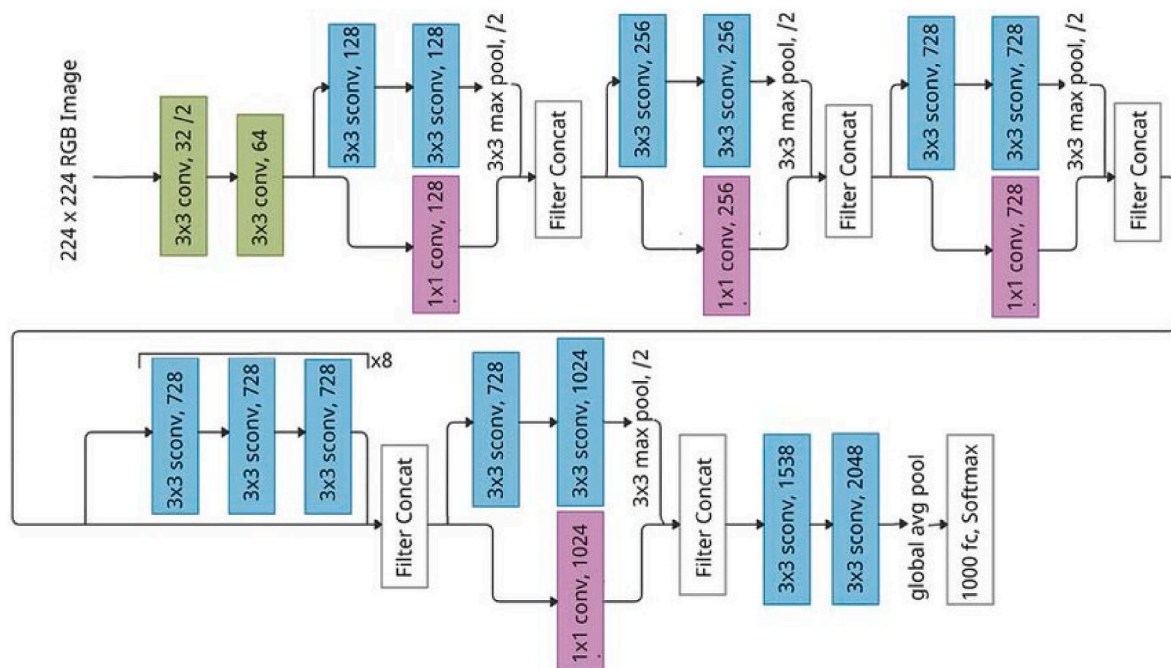 224 x 224 RGB Image
3x3 conv, 32 /2
3x3 conv, 64
3x3 sconv, 128
3x3 sconv, 128
3x3 max pool, /2
1x1 conv, 128
Filter Concat
3x3 sconv, 256
3x3 sconv, 256
3x3 max pool, /2
1x1 conv, 256
Filter Concat
3x3 sconv, 728
3x3 sconv, 728
3x3 max pool, /2
1x1 conv, 728
Filter Concat
3x3 sconv, 728
3x3 sconv, 728
3x3 sconv, 728
x8
Filter Concat
3x3 sconv, 728
3x3 sconv, 1024
3x3 max pool, /2
1x1 conv, 1024
Filter Concat
3x3 sconv, 1538
3x3 sconv, 2048
global avg pool
1000 fc, Softmax